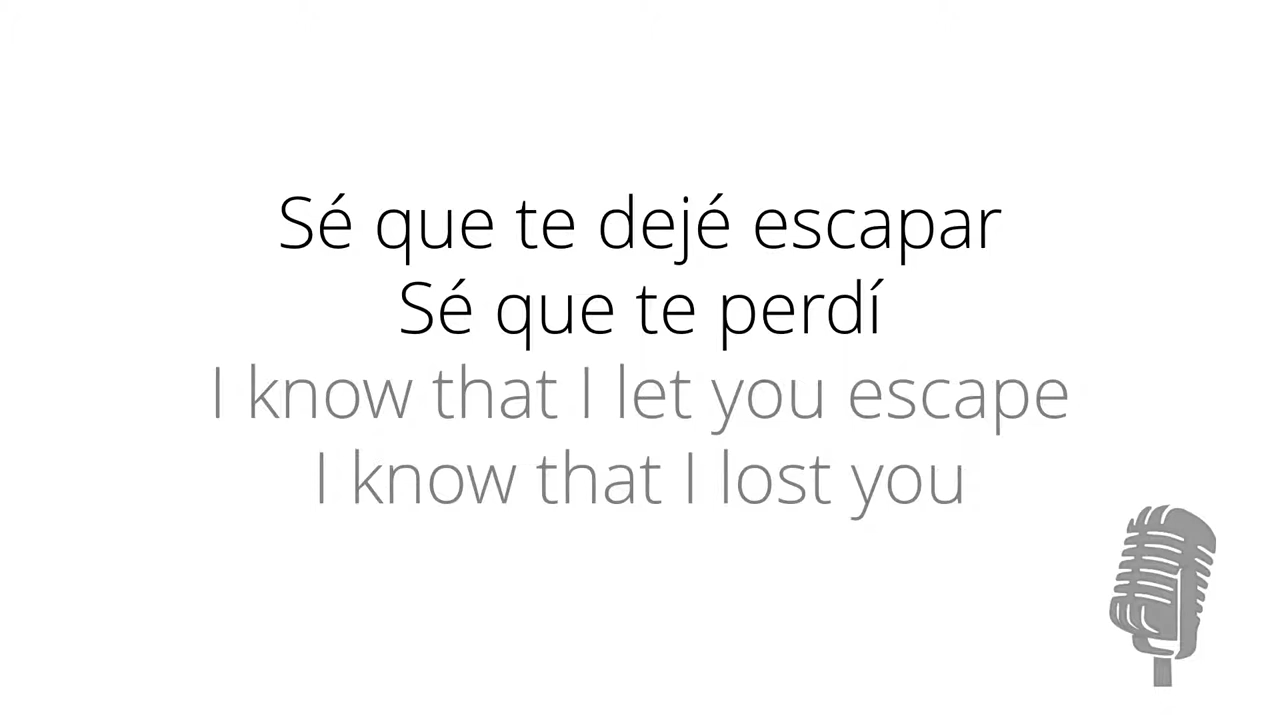 Sé que te dejé escapar
Sé que te perdí
I know that I let you escape
I know that I lost you